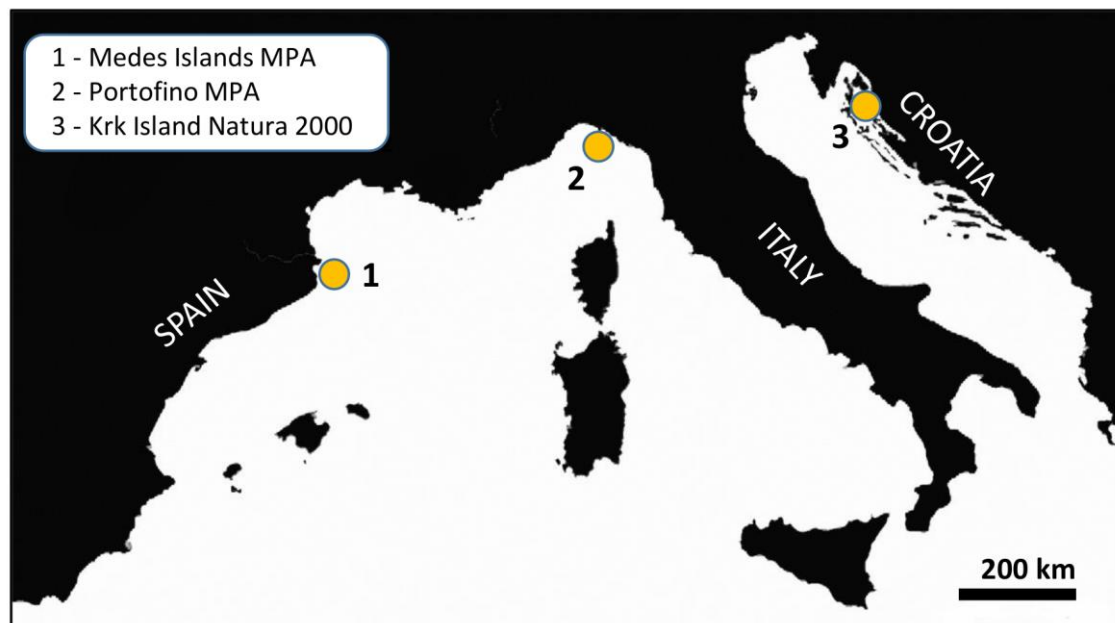 1 - Medes Islands MPA
2 - Portofino MPA
3 - Krk Island Natura 2000
CROATIA
3
2
ITALY
1
SPAIN
200 km